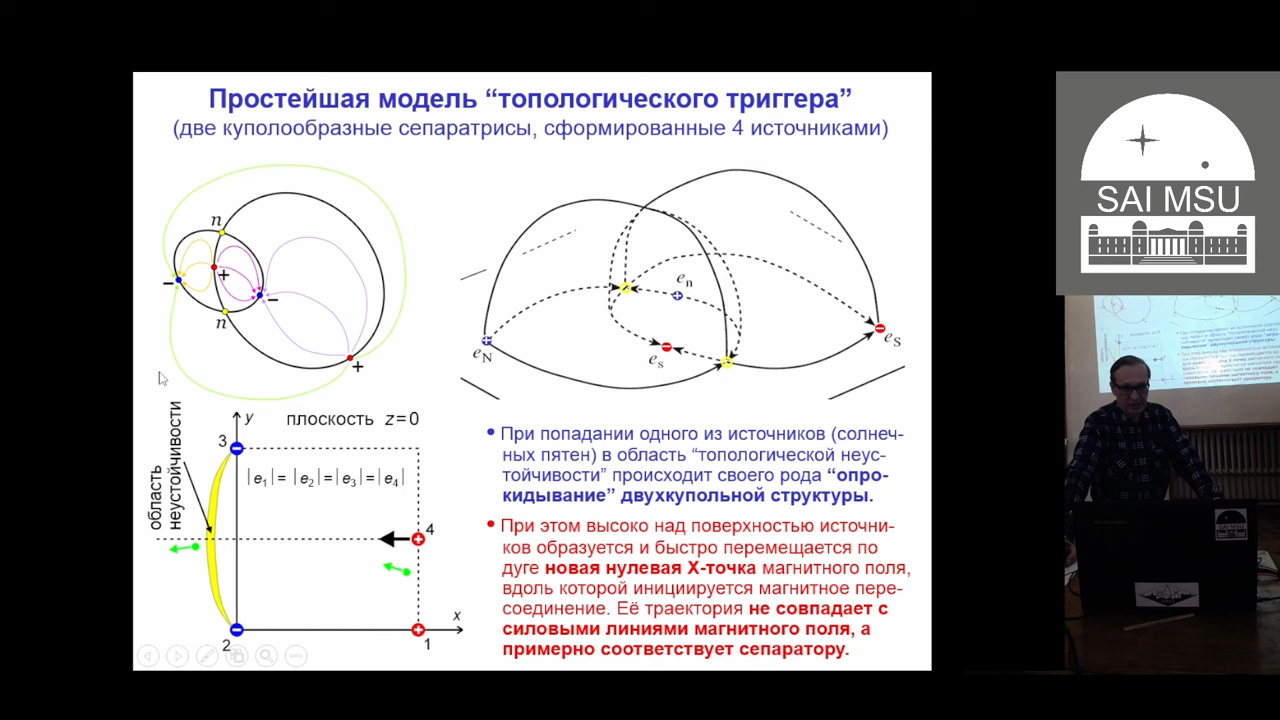 Простейшая модель “топологического триггера”
(две куполообразные сепаратрисы, сформированные 4 источниками)
n
+
−
−
n
+
eN
en
es
eS
область
неустойчивости
y
плоскость z=0
3
|e1| = |e2| = |e3| = |e4|
4
x
2
1
• При попадании одного из источников (солнеч-
ных пятен) в область “топологической неус-
тойчивости” происходит своего рода “опро-
кидывание” двухкупольной структуры.
• При этом высоко над поверхностью источни-
ков образуется и быстро перемещается по
дуге новая нулевая X-точка магнитного поля,
вдоль которой инициируется магнитное пере-
соединение. Её траектория не совпадает с
силовыми линиями магнитного поля, а
примерно соответствует сепаратору.
SAI MSU